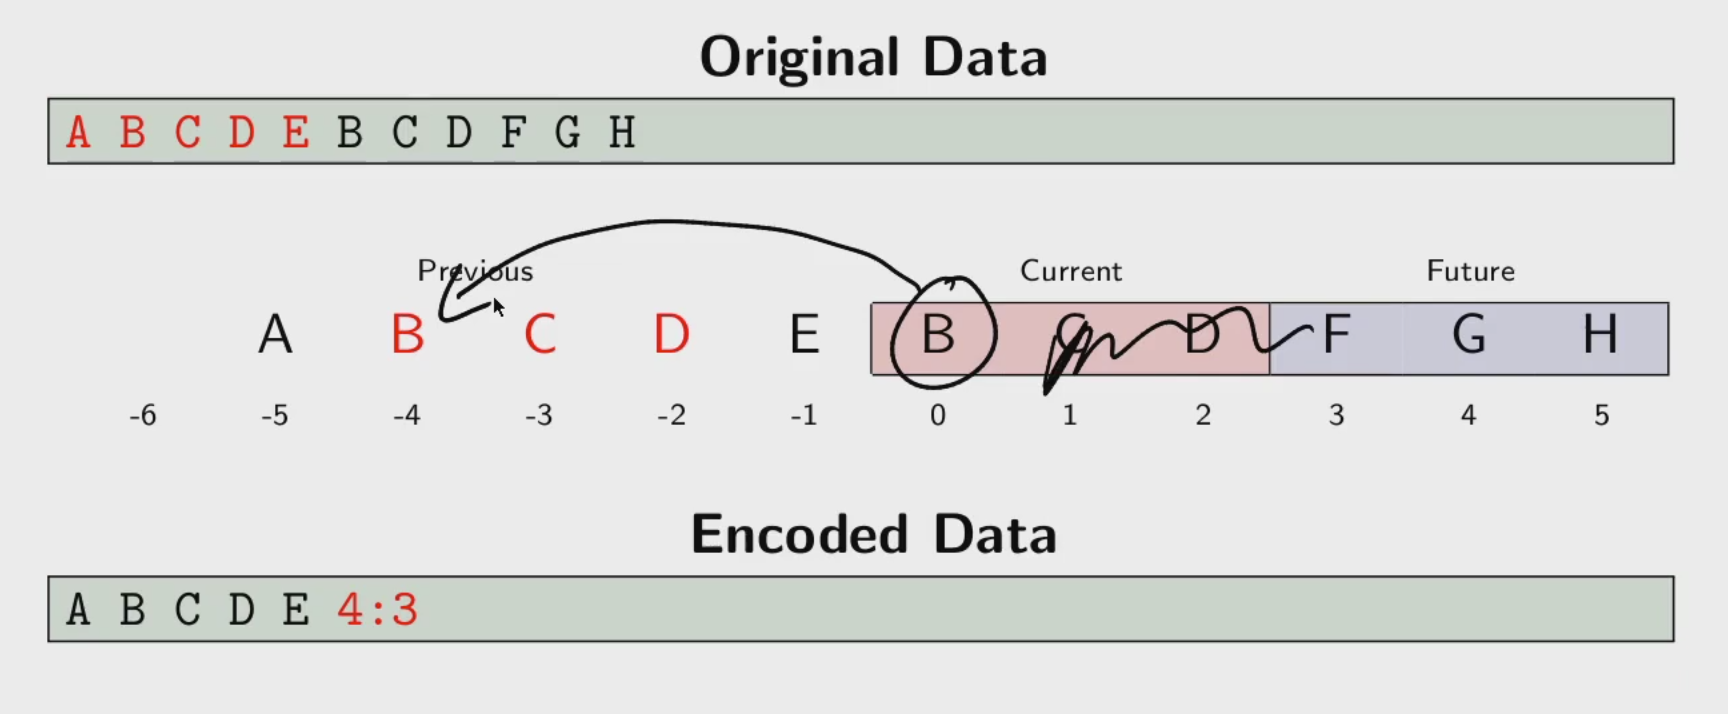 Original Data
A B C D E B C D F G H
Previous Current Future
A B C D E B C D F G H
-6 -5 -4 -3 -2 -1 0 1 2 3 4 5
Encoded Data
A B C D E 4:3